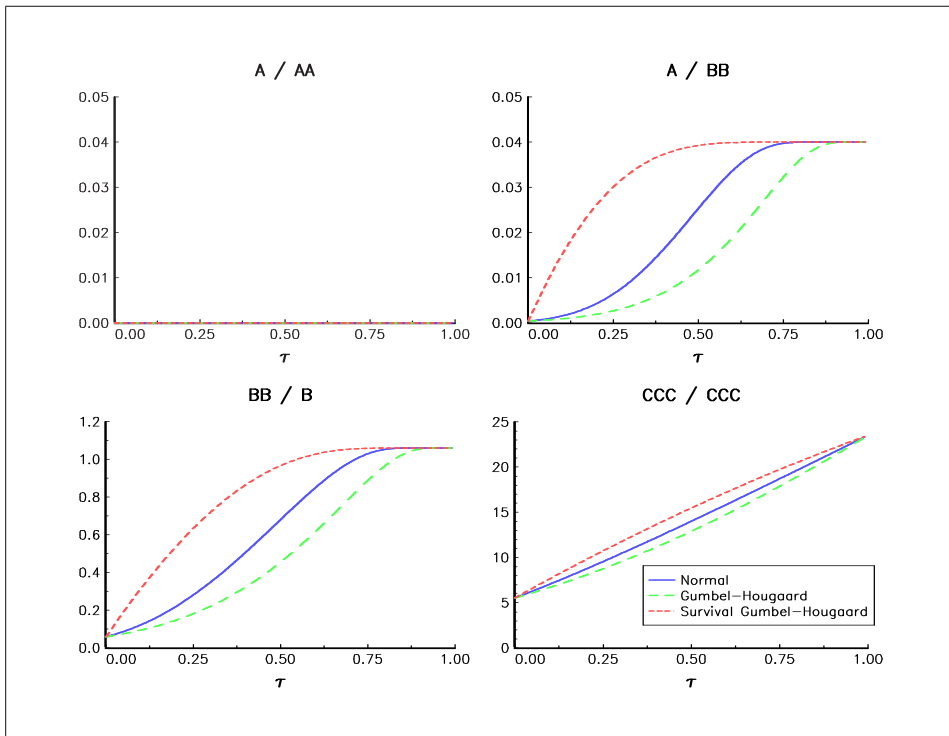 A / AA
0.05
0.04
0.03
0.02
0.01
0.00
0.00 0.25 0.50 0.75 1.00
τ
A / BB
0.05
0.04
0.03
0.02
0.01
0.00
0.00 0.25 0.50 0.75 1.00
τ
BB / B
1.2
1.0
0.8
0.6
0.4
0.2
0.0
0.00 0.25 0.50 0.75 1.00
τ
CCC / CCC
25
20
15
10
5
0
0.00 0.25 0.50 0.75 1.00
τ
Normal
Gumbel-Hougaard
Survival Gumbel-Hougaard